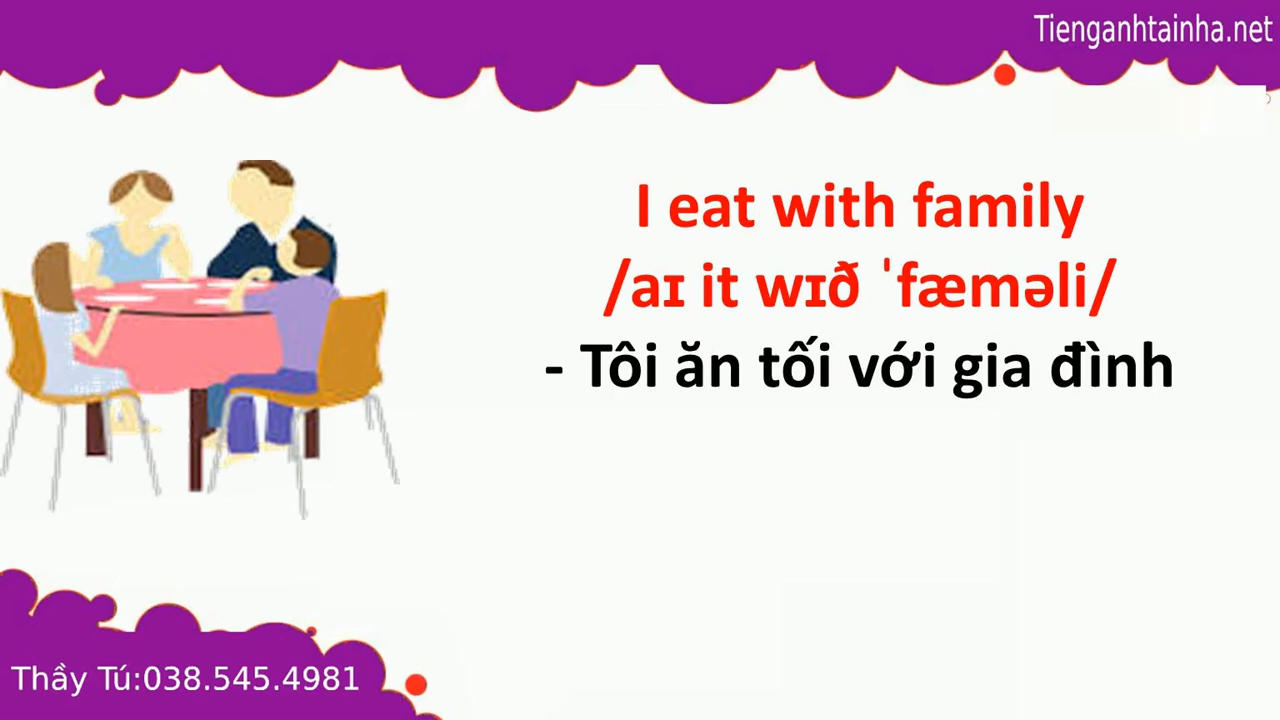 Tienganhtainha.net
I eat with family
/aɪ it wɪð ˈfæməli/
- Tôi ăn tối với gia đình
Thầy Tú:038.545.4981